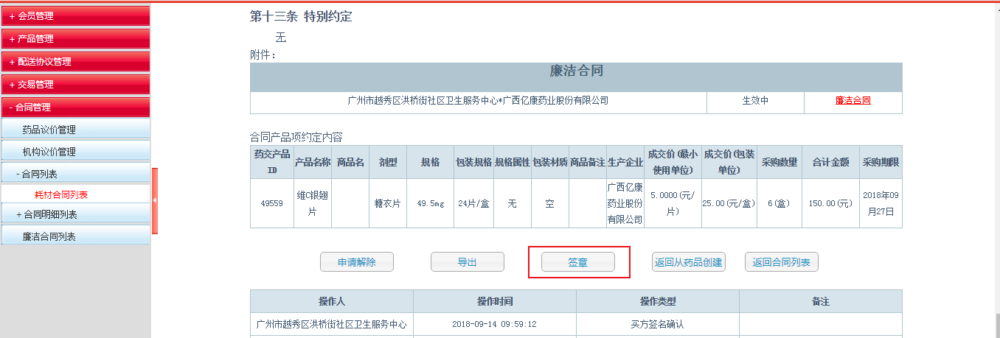 + 会员管理
+ 产品管理
+ 配送协议管理
+ 交易管理
- 合同管理
药品议价管理
机构议价管理
- 合同列表
耗材合同列表
+ 合同明细列表
廉洁合同列表
第十三条 特别约定
无
附件：
廉洁合同
广州市越秀区洪桥街社区卫生服务中心*广西亿康药业股份有限公司 生效中 廉洁合同
合同产品项约定内容
药交产品ID 产品名称 商品名 剂型 规格 包装规格 规格属性 包装材质 商品备注 生产企业 成交价(最小使用单位) 成交价(包装单位) 采购数量 合计金额 采购期限
49559 维C银翘片 糖衣片 49.5mg 24片/盒 无 空 广西亿康药业股份有限公司 5.0000(元/片) 25.00(元/盒) 6(盒) 150.00(元) 2018年09月27日
申请解除 导出 签章 返回从药品创建 返回合同列表
操作人 操作时间 操作类型 备注
广州市越秀区洪桥街社区卫生服务中心 2018-09-14 09:59:12 买方签名确认